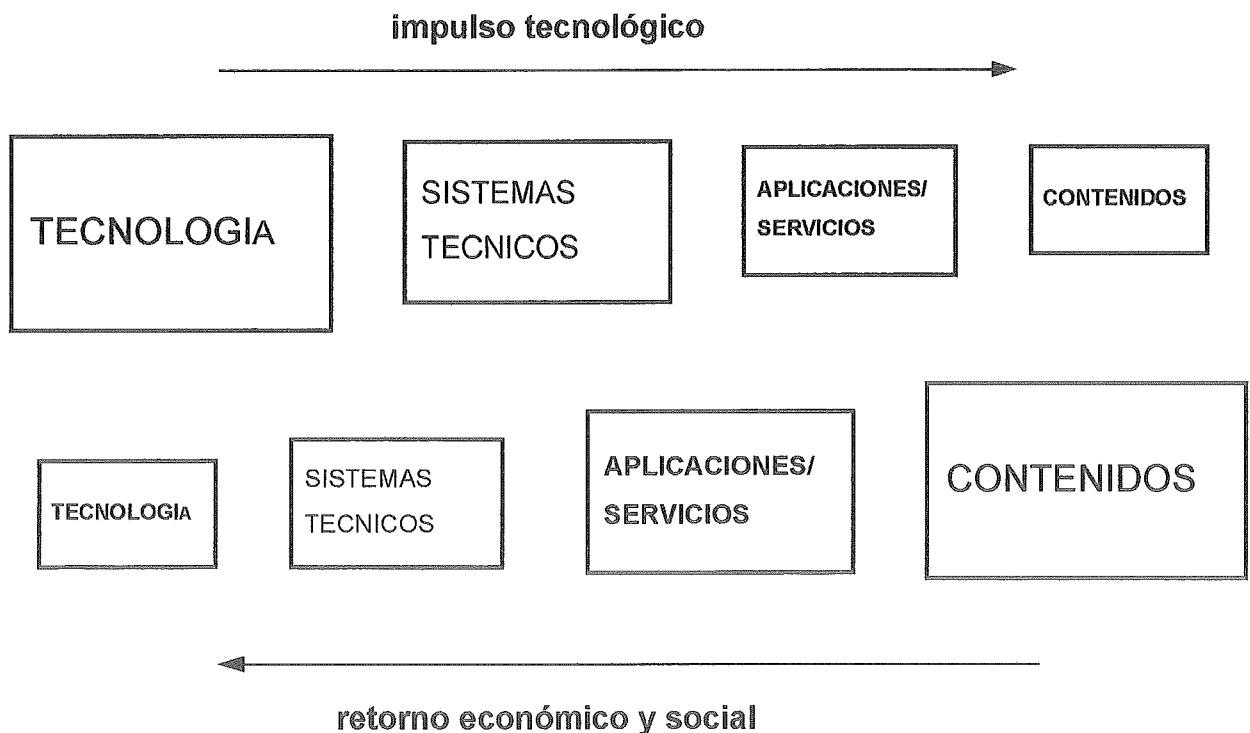 impulso tecnológico
TECNOLOGIA
SISTEMAS
TECNICOS
APLICACIONES/
SERVICIOS
CONTENIDOS
TECNOLOGIA
SISTEMAS
TECNICOS
APLICACIONES/
SERVICIOS
CONTENIDOS
retorno económico y social